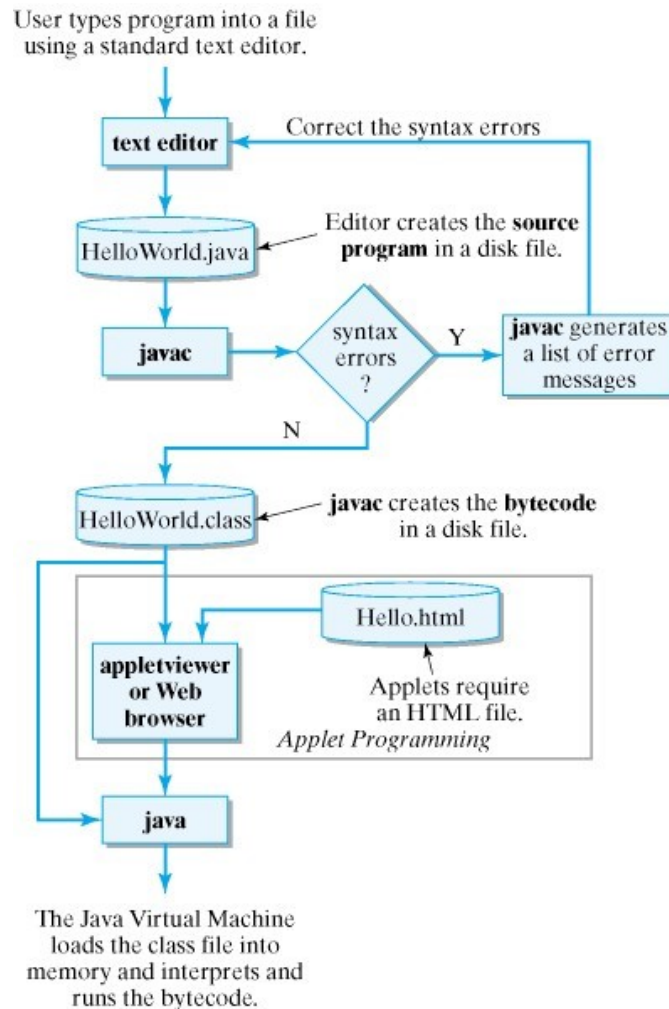 User types program into a file
using a standard text editor.
Correct the syntax errors
text editor
Editor creates the source
program in a disk file.
HelloWorld.java
javac
syntax
errors
?
Y
javac generates
a list of error
messages
N
HelloWorld.class
javac creates the bytecode
in a disk file.
Hello.html
appletviewer
or Web
browser
Applets require
an HTML file.
Applet Programming
java
The Java Virtual Machine
loads the class file into
memory and interprets and
runs the bytecode.